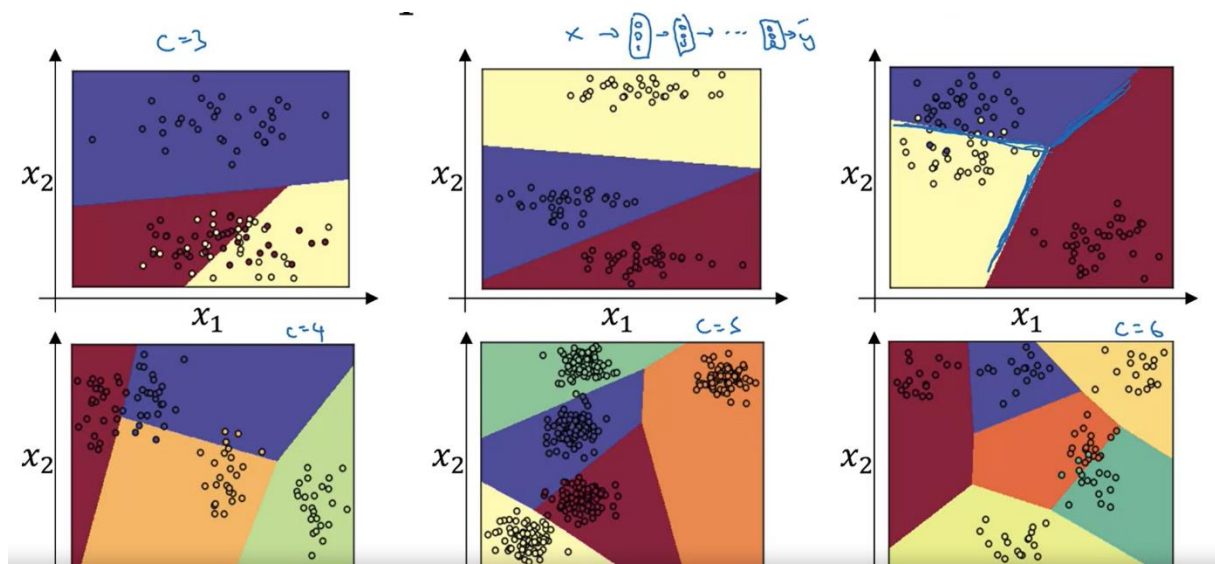 C=3
x → → → ... → ŷ
x₂
x₂
x₂
x₁
x₁
x₁
C=4
C=5
C=6
x₂
x₂
x₂